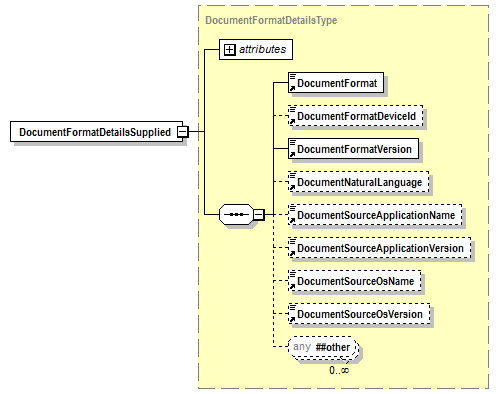 DocumentFormatDetailsType
attributes
DocumentFormatDetailsSupplied
DocumentFormat
DocumentFormatDeviceId
DocumentFormatVersion
DocumentNaturalLanguage
DocumentSourceApplicationName
DocumentSourceApplicationVersion
DocumentSourceOsName
DocumentSourceOsVersion
any ##other
0..∞